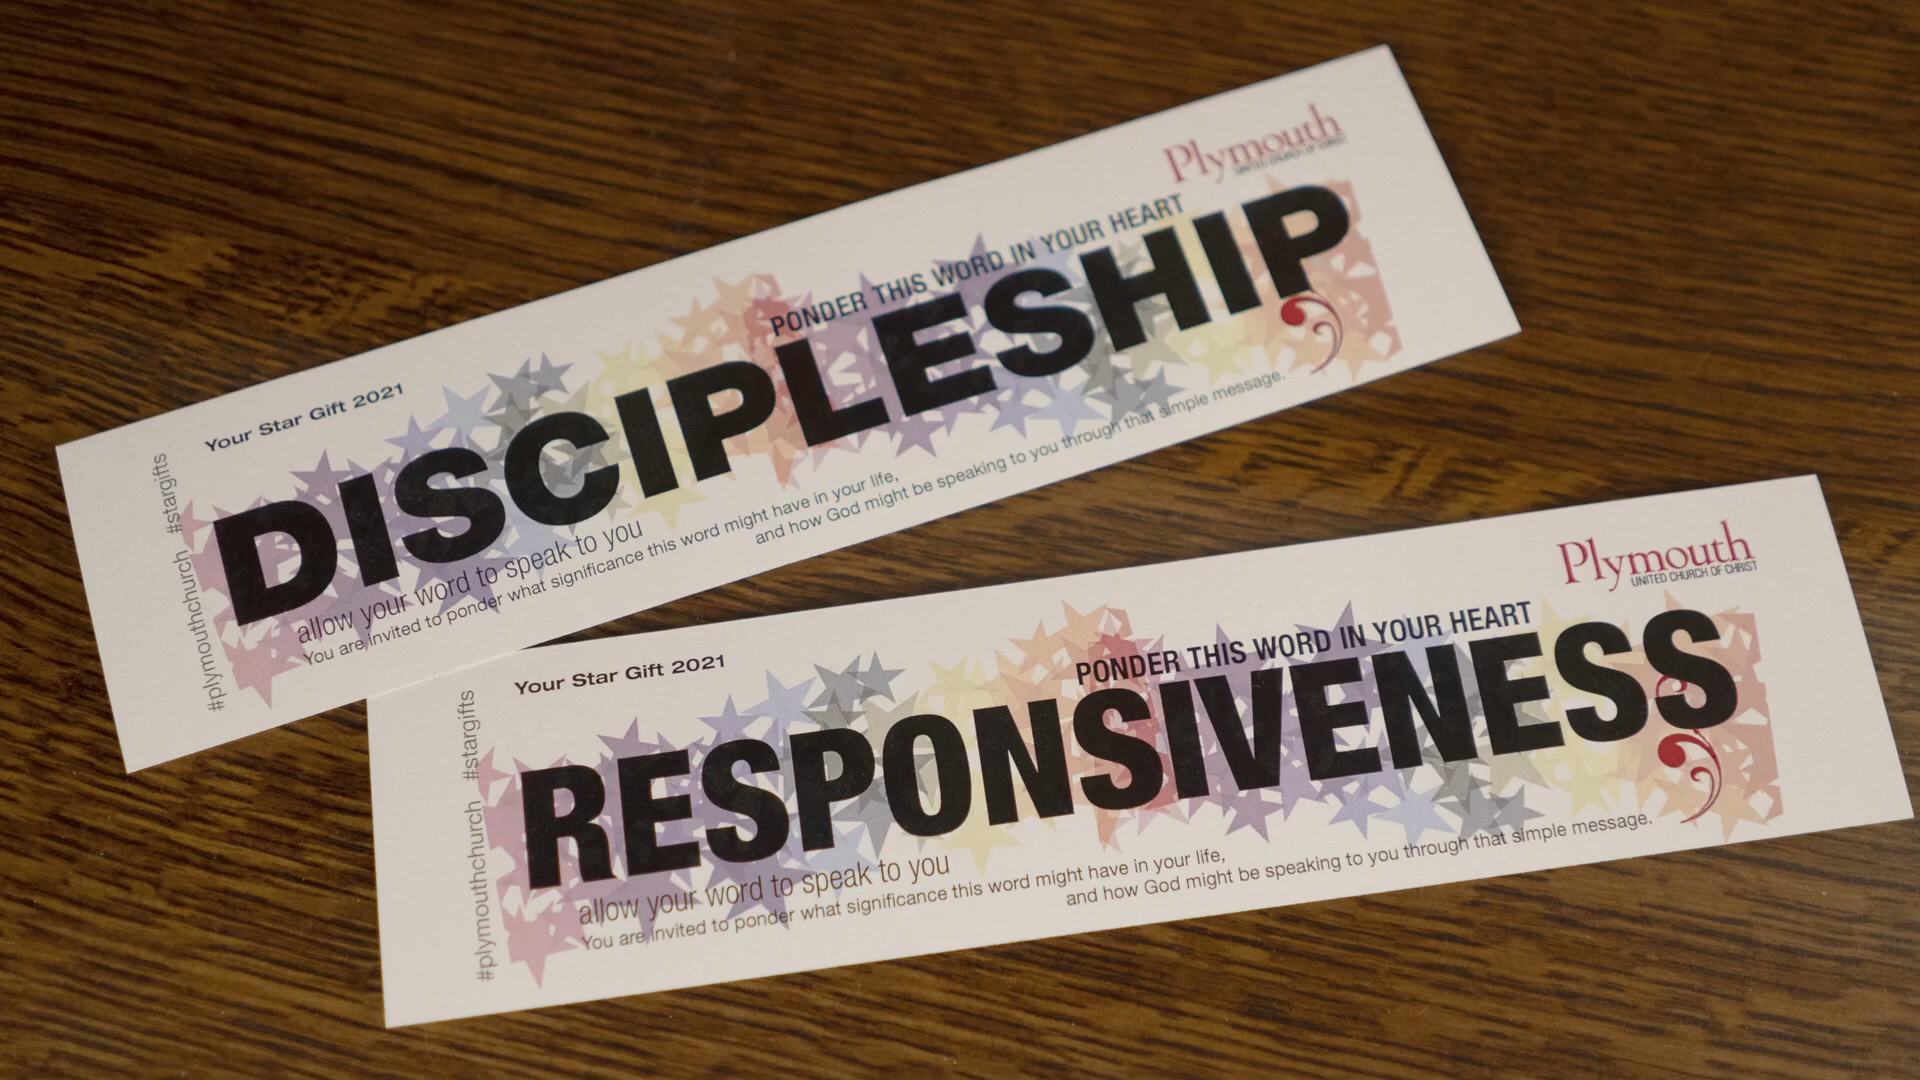 Plymouth
UNITED CHURCH OF CHRIST
PONDER THIS WORD IN YOUR HEART
Your Star Gift 2021
DISCIPLESHIP
allow your word to speak to you
You are invited to ponder what significance this word might have in your life,
and how God might be speaking to you through that simple message.
#plymouthchurch #stargifts
Plymouth
UNITED CHURCH OF CHRIST
PONDER THIS WORD IN YOUR HEART
Your Star Gift 2021
RESPONSIVENESS
allow your word to speak to you
You are invited to ponder what significance this word might have in your life,
and how God might be speaking to you through that simple message.
#plymouthchurch #stargifts